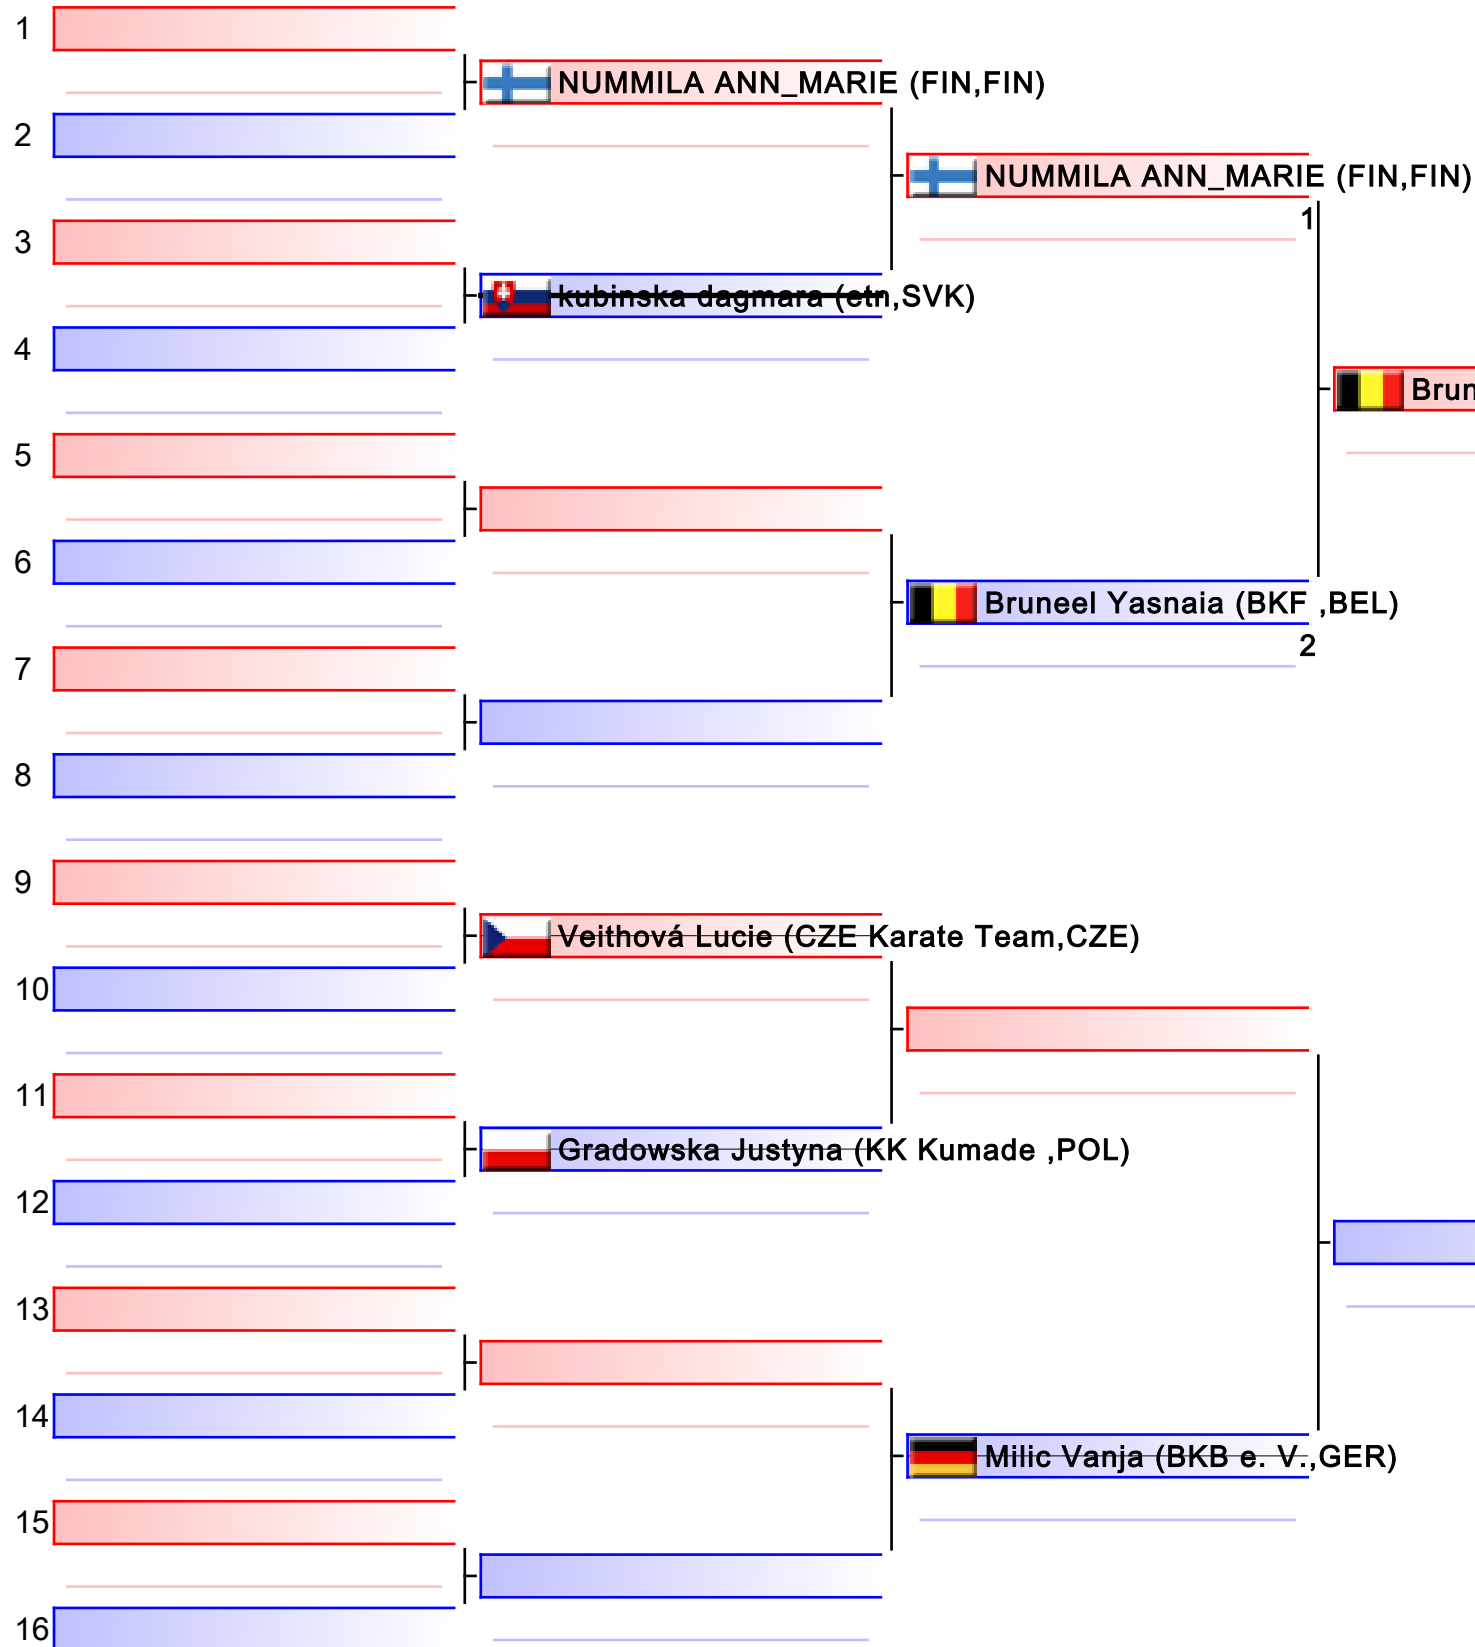 1
NUMMILA ANN_MARIE (FIN,FIN)
2
NUMMILA ANN_MARIE (FIN,FIN)
1
3
kubinska dagmara (etn,SVK)
4
Brun
5
6
Bruneel Yasnaia (BKF ,BEL)
2
7
8
9
Veithová Lucie (CZE Karate Team,CZE)
10
11
Gradowska Justyna (KK Kumade ,POL)
12
13
14
Milic Vanja (BKB e. V.,GER)
15
16